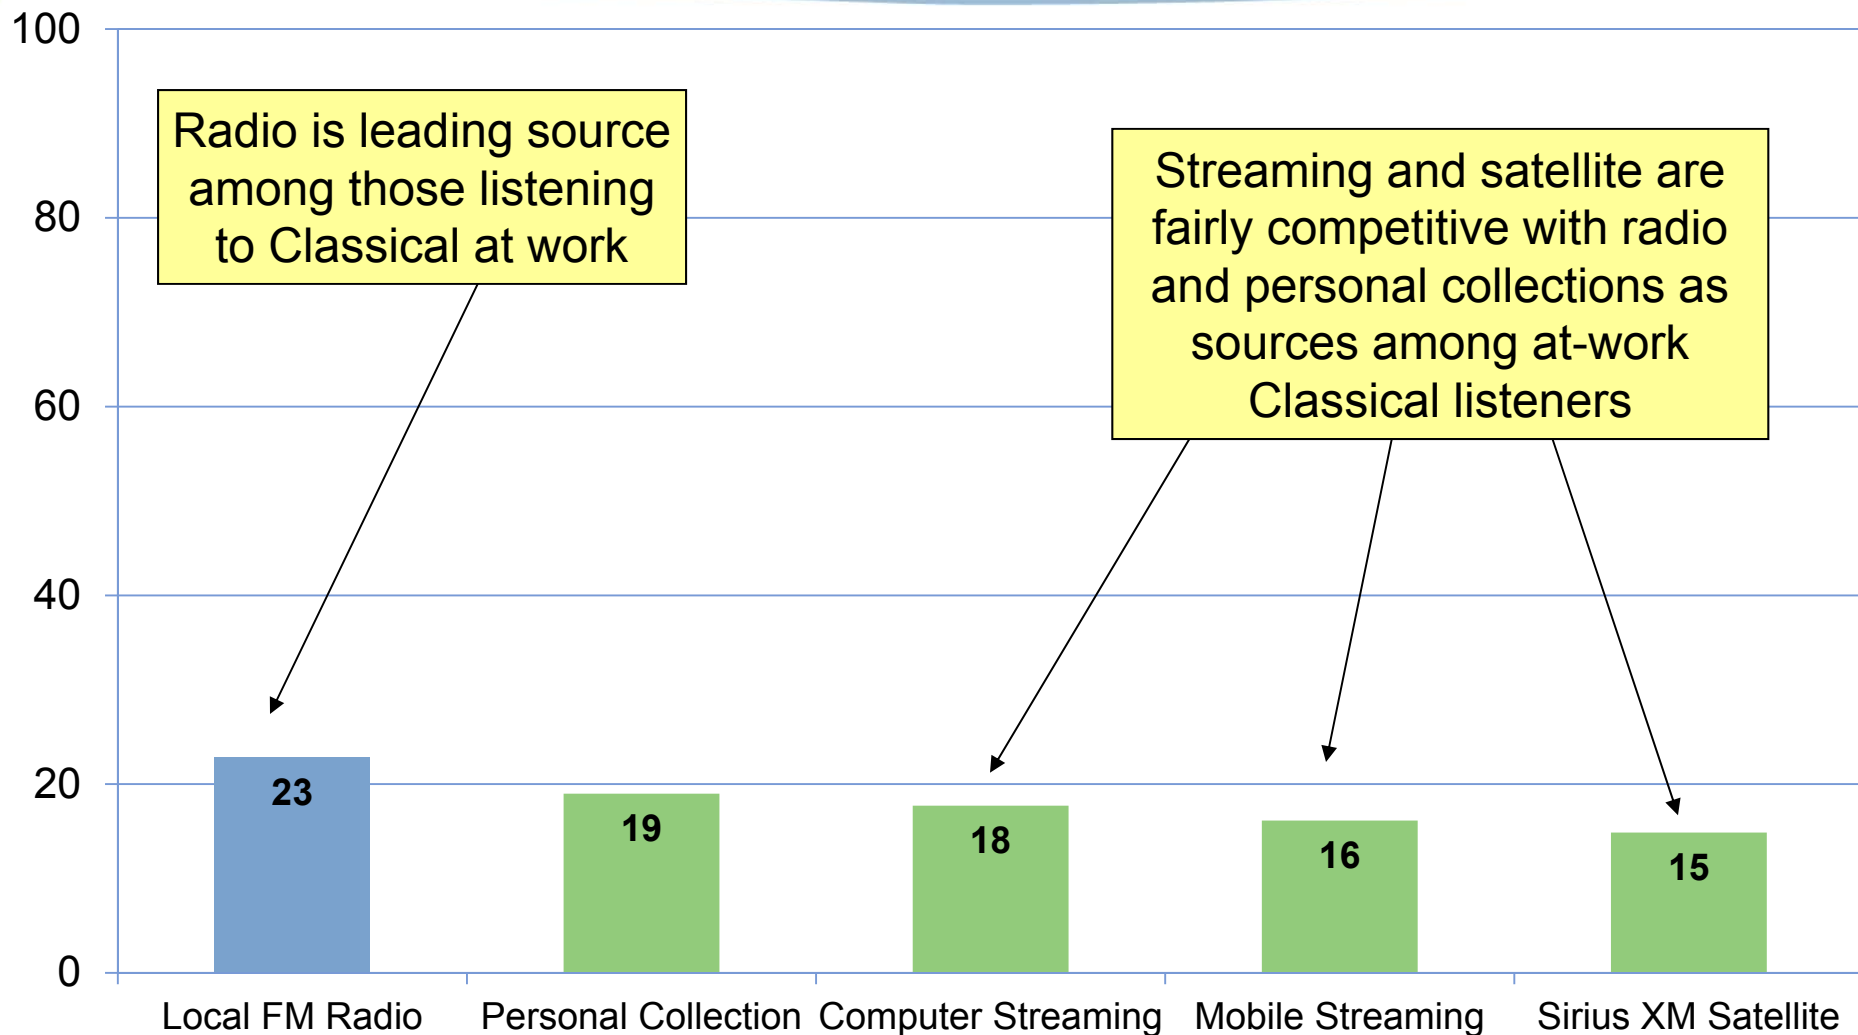 100
80
60
40
20
0
Radio is leading source
among those listening
to Classical at work
Streaming and satellite are
fairly competitive with radio
and personal collections as
sources among at-work
Classical listeners
23
19
18
16
15
Local FM Radio
Personal Collection
Computer Streaming
Mobile Streaming
Sirius XM Satellite